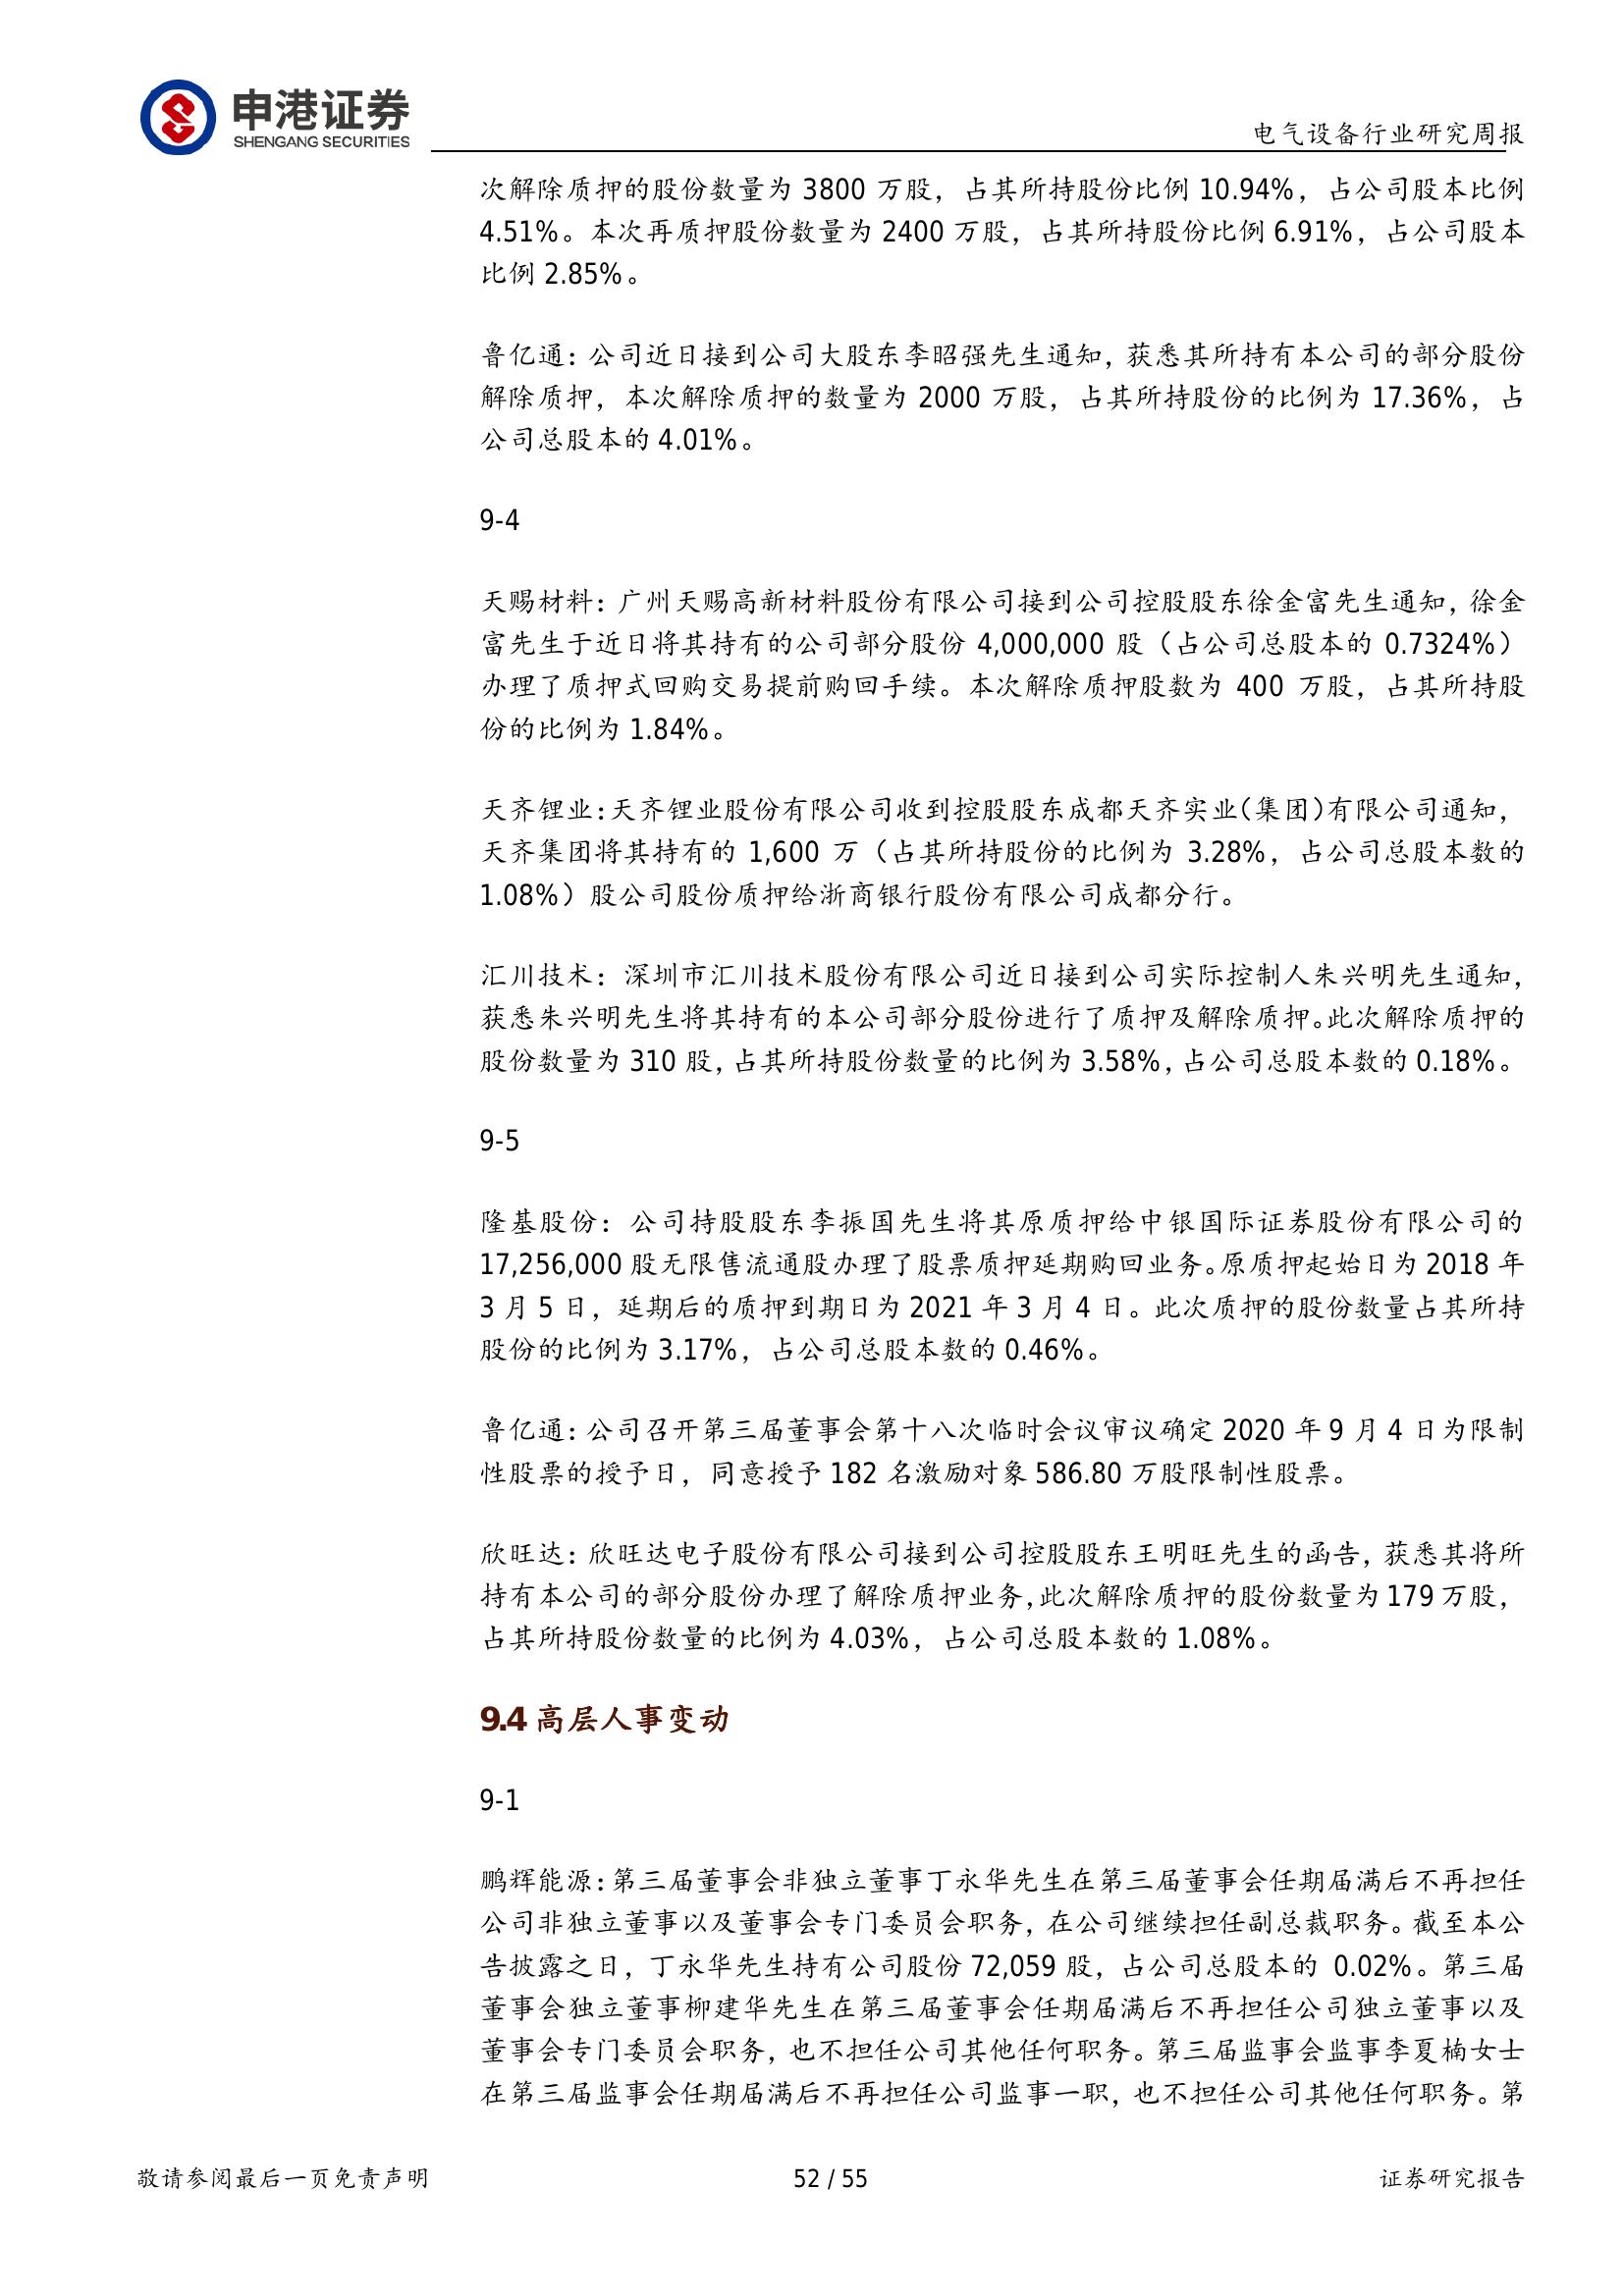 申港证券
SHENGANG SECURITIES
电气设备行业研究周报
次解除质押的股份数量为 3800 万股，占其所持股份比例 10.94%，占公司股本比例
4.51%。本次再质押股份数量为 2400 万股，占其所持股份比例 6.91%，占公司股本
比例 2.85%。
鲁亿通：公司近日接到公司大股东李昭强先生通知，获悉其所持有本公司的部分股份
解除质押，本次解除质押的数量为 2000 万股，占其所持股份的比例为 17.36%，占
公司总股本的 4.01%。
9-4
天赐材料：广州天赐高新材料股份有限公司接到公司控股股东徐金富先生通知，徐金
富先生于近日将其持有的公司部分股份 4,000,000 股（占公司总股本的 0.7324%）
办理了质押式回购交易提前购回手续。本次解除质押股数为 400 万股，占其所持股
份的比例为 1.84%。
天齐锂业：天齐锂业股份有限公司收到控股股东成都天齐实业（集团）有限公司通知，
天齐集团将其持有的 1,600 万（占其所持股份的比例为 3.28%，占公司总股本数的
1.08%）股公司股份质押给浙商银行股份有限公司成都分行。
汇川技术：深圳市汇川技术股份有限公司近日接到公司实际控制人朱兴明先生通知，
获悉朱兴明先生将其持有的本公司部分股份进行了质押及解除质押。此次解除质押的
股份数量为 310 股，占其所持股份数量的比例为 3.58%，占公司总股本数的 0.18%。
9-5
隆基股份：公司持股股东李振国先生将其原质押给中银国际证券股份有限公司的
17,256,000 股无限售流通股办理了股票质押延期购回业务。原质押起始日为 2018 年
3 月 5 日，延期后的质押到期日为 2021 年 3 月 4 日。此次质押的股份数量占其所持
股份的比例为 3.17%，占公司总股本数的 0.46%。
鲁亿通：公司召开第三届董事会第十八次临时会议审议确定 2020 年 9 月 4 日为限制
性股票的授予日，同意授予 182 名激励对象 586.80 万股限制性股票。
欣旺达：欣旺达电子股份有限公司接到公司控股股东王明旺先生的函告，获悉其将所
持有本公司的部分股份办理了解除质押业务，此次解除质押的股份数量为 179 万股，
占其所持股份数量的比例为 4.03%，占公司总股本数的 1.08%。
9.4 高层人事变动
9-1
鹏辉能源：第三届董事会非独立董事丁永华先生在第三届董事会任期届满后不再担任
公司非独立董事以及董事会专门委员会职务，在公司继续担任副总裁职务。截至本公
告披露之日，丁永华先生持有公司股份 72,059 股，占公司总股本的 0.02%。第三届
董事会独立董事柳建华先生在第三届董事会任期届满后不再担任公司独立董事以及
董事会专门委员会职务，也不担任公司其他任何职务。第三届监事会监事李夏楠女士
在第三届监事会任期届满后不再担任公司监事一职，也不担任公司其他任何职务。第
敬请参阅最后一页免责声明
52 / 55
证券研究报告